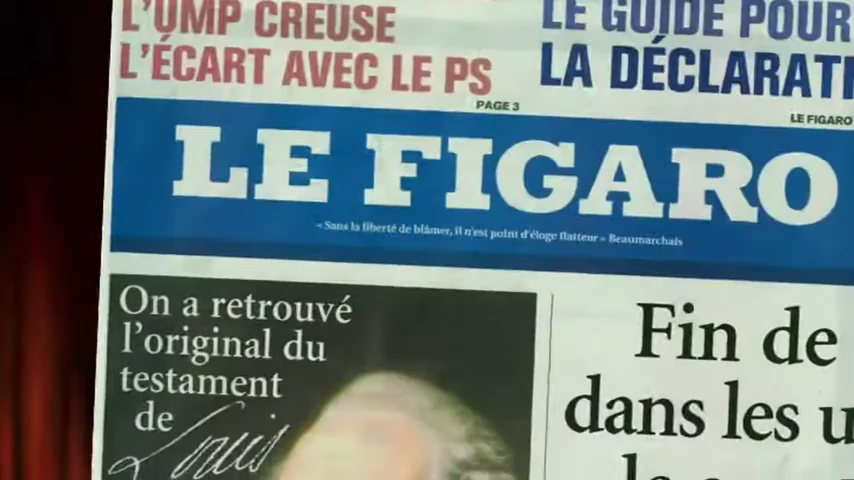 L'UMP CREUSE
L'ÉCART AVEC LE PS
PAGE 3
LE GUIDE POUR
LA DÉCLARATI
LE FIGARO
LE FIGARO
« Sans la liberté de blâmer, il n'est point d'éloge flatteur » Beaumarchais
On a retrouvé
l'original du
testament
de
Louis
Fin de
dans les u